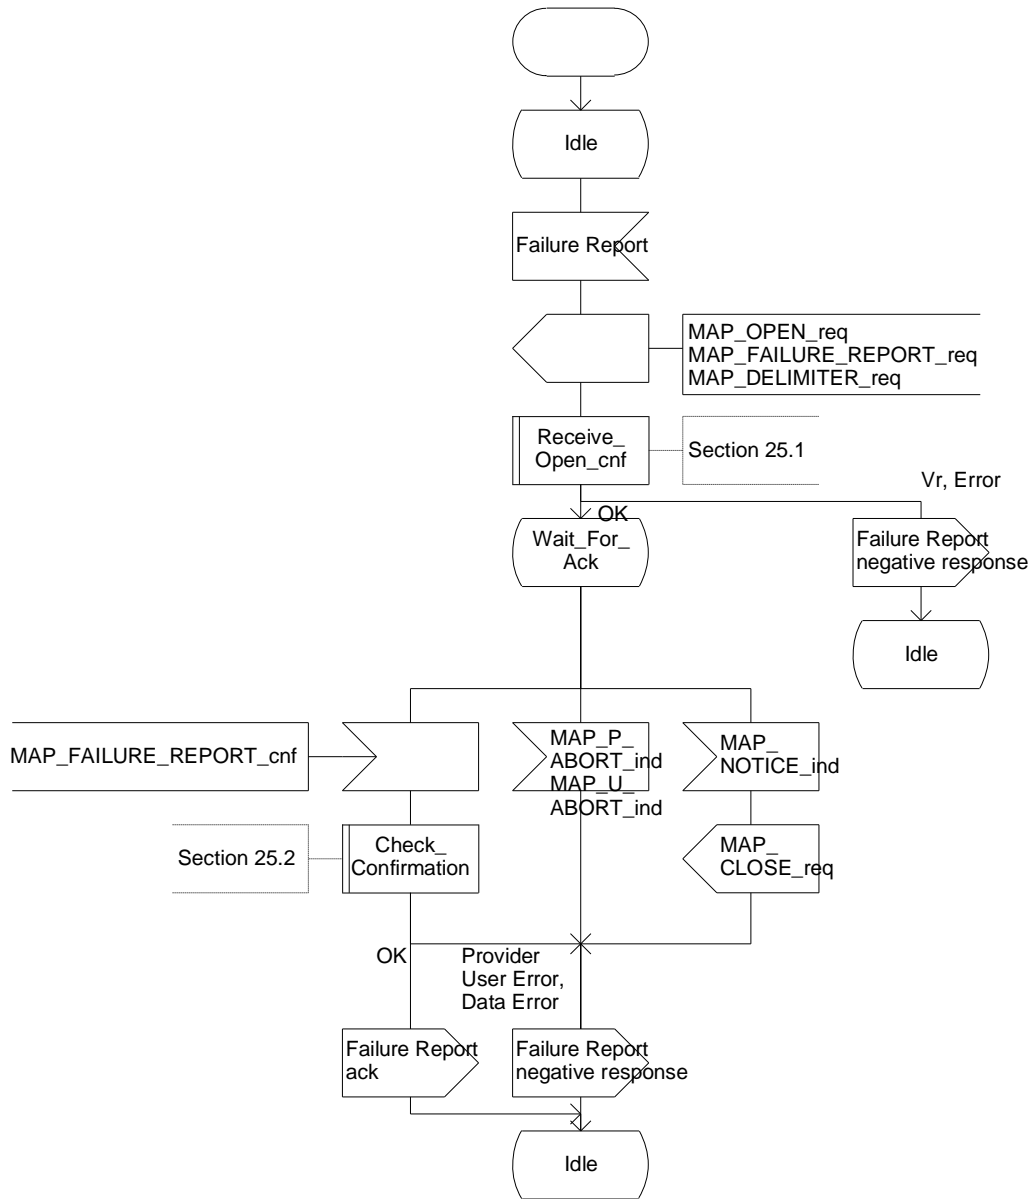 Idle
Failure Report
MAP_OPEN_req
MAP_FAILURE_REPORT_req
MAP_DELIMITER_req
Receive_
Open_cnf
Section 25.1
Vr, Error
OK
Wait_For_
Ack
Failure Report
negative response
Idle
MAP_FAILURE_REPORT_cnf
MAP_P_
ABORT_ind
MAP_U_
ABORT_ind
MAP_
NOTICE_ind
Section 25.2
Check_
Confirmation
MAP_
CLOSE_req
OK
Provider
User Error,
Data Error
Failure Report
ack
Failure Report
negative response
Idle